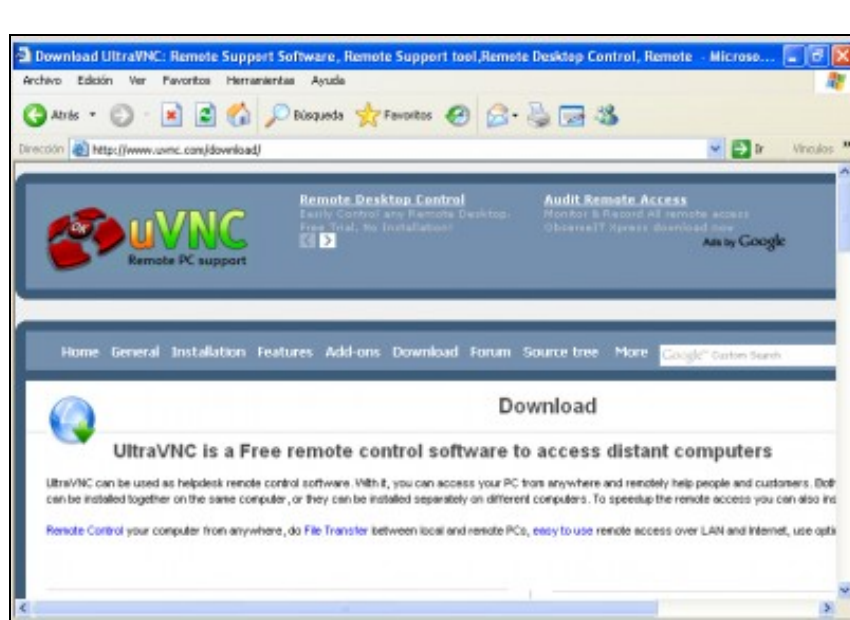 Download UltraVNC: Remote Support Software, Remote Support tool,Remote Desktop Control, Remote - Microso...
Archivo Edición Ver Favoritos Herramientas Ayuda
Atrás Búsqueda Favoritos
Dirección http://www.uvnc.com/download/ Ir Vínculos »
Remote Desktop Control
Easily Control any Remote Desktop.
Free Trial. No Installation!
Audit Remote Access
Monitor & Record All remote access
ObserveIT Xpress download now
Ads by Google
uVNC
Remote PC support
Home General Installation Features Add-ons Download Forum Source tree More Google™ Custom Search
Download
UltraVNC is a Free remote control software to access distant computers
UltraVNC can be used as helpdesk remote control software. With it, you can access your PC from anywhere and remotely help people and customers. Both
can be installed together on the same computer, or they can be installed separately on different computers. To speedup the remote access you can also ins
Remote Control your computer from anywhere, do File Transfer between local and remote PCs, easy to use remote access over LAN and Internet, use opti